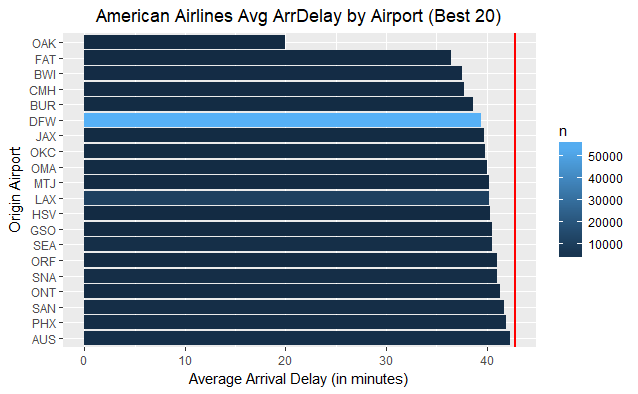 American Airlines Avg ArrDelay by Airport (Best 20)
Origin Airport
OAK
FAT
BWI
CMH
BUR
DFW
JAX
OKC
OMA
MTJ
LAX
HSV
GSO
SEA
ORF
SNA
ONT
SAN
PHX
AUS
0 10 20 30 40
Average Arrival Delay (in minutes)
n
50000
40000
30000
20000
10000